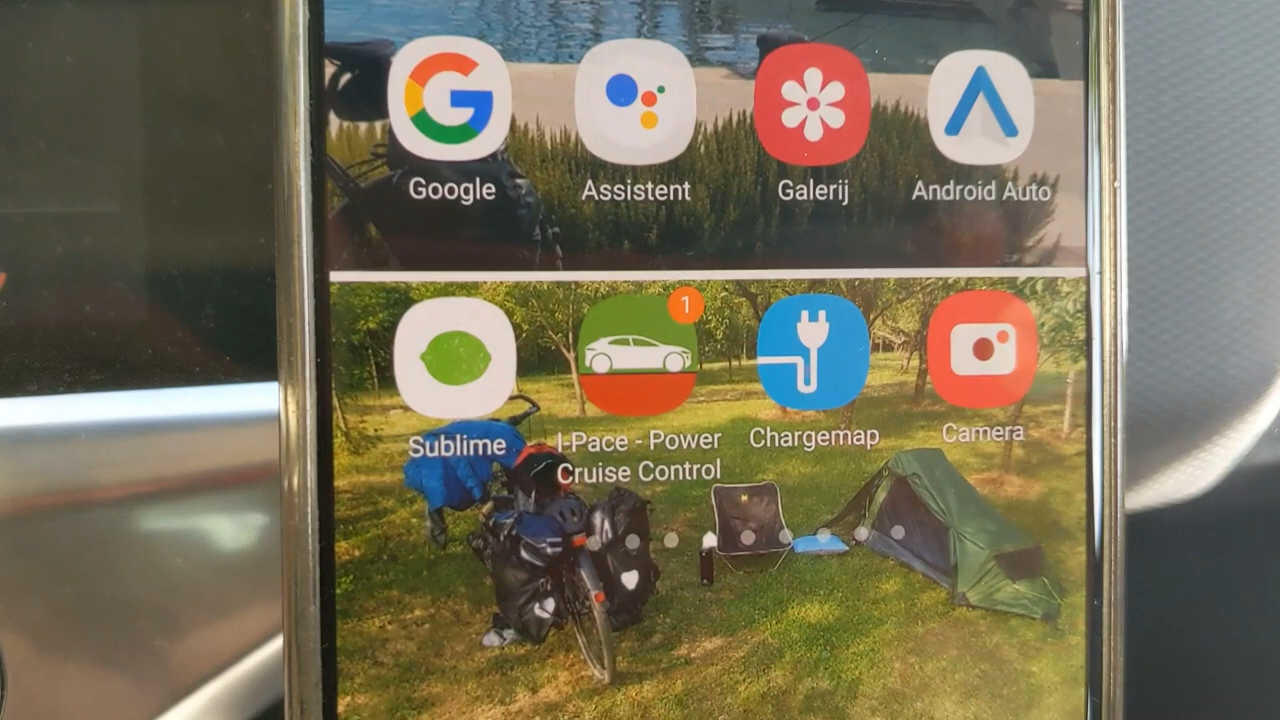 Google
Assistent
Galerij
Android Auto
1
Sublime
I-Pace - Power
Cruise Control
Chargemap
Camera